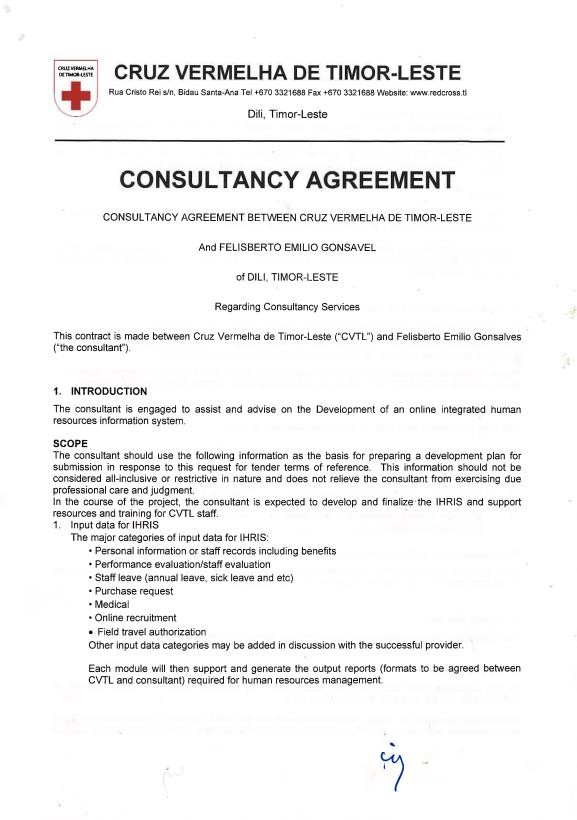 CRUZ VERMELHA
DE TIMOR-LESTE
CRUZ VERMELHA DE TIMOR-LESTE
Rua Cristo Rei s/n, Bidau Santa-Ana Tel +670 3321688 Fax +670 3321688 Website: www.redcross.tl
Dili, Timor-Leste
CONSULTANCY AGREEMENT
CONSULTANCY AGREEMENT BETWEEN CRUZ VERMELHA DE TIMOR-LESTE
And FELISBERTO EMILIO GONSAVEL
of DILI, TIMOR-LESTE
Regarding Consultancy Services
This contract is made between Cruz Vermelha de Timor-Leste (“CVTL”) and Felisberto Emilio Gonsalves
(“the consultant”).
1. INTRODUCTION
The consultant is engaged to assist and advise on the Development of an online integrated human
resources information system.
SCOPE
The consultant should use the following information as the basis for preparing a development plan for
submission in response to this request for tender terms of reference. This information should not be
considered all-inclusive or restrictive in nature and does not relieve the consultant from exercising due
professional care and judgment.
In the course of the project, the consultant is expected to develop and finalize the IHRIS and support
resources and training for CVTL staff.
1. Input data for IHRIS
The major categories of input data for IHRIS:
• Personal information or staff records including benefits
• Performance evaluation/staff evaluation
• Staff leave (annual leave, sick leave and etc)
• Purchase request
• Medical
• Online recruitment
• Field travel authorization
Other input data categories may be added in discussion with the successful provider.
Each module will then support and generate the output reports (formats to be agreed between
CVTL and consultant) required for human resources management.